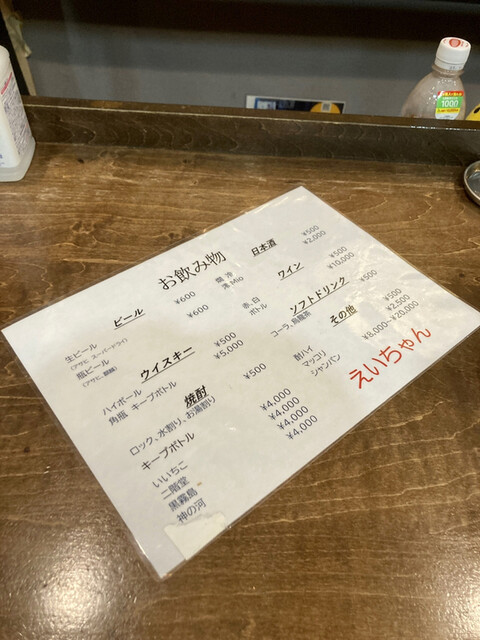 お飲み物
ビール
生ビール ¥600
(アサヒ スーパードライ)
瓶ビール ¥600
(アサヒ、麒麟)
ウイスキー
ハイボール ¥500
角瓶 キープボトル ¥5,000
焼酎
ロック、水割り、お湯割り ¥500
キープボトル
いいちこ ¥4,000
二階堂 ¥4,000
黒霧島 ¥4,000
神の河 ¥4,000
日本酒
燗 冷 ¥500
澪 Mio ¥2,000
ワイン
赤、白 ¥500
ボトル ¥10,000
ソフトドリンク
コーラ、烏龍茶 ¥500
その他
酎ハイ ¥500
マッコリ ¥2,500
シャンパン ¥8,000~¥20,000
えいちゃん
1000